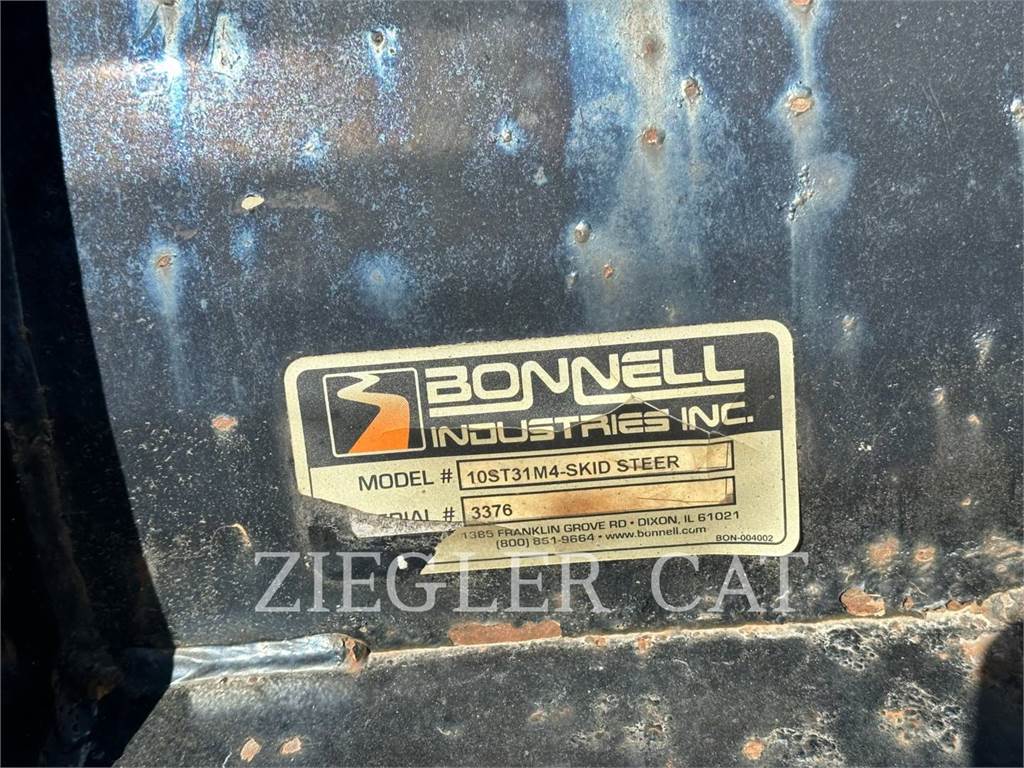 BONNELL
INDUSTRIES INC.
MODEL # 10ST31M4-SKID STEER
RIAL # 3376
1385 FRANKLIN GROVE RD • DIXON, IL 61021
(800) 851-9664 • www.bonnell.com
BON-004002
ZIEGLER CAT